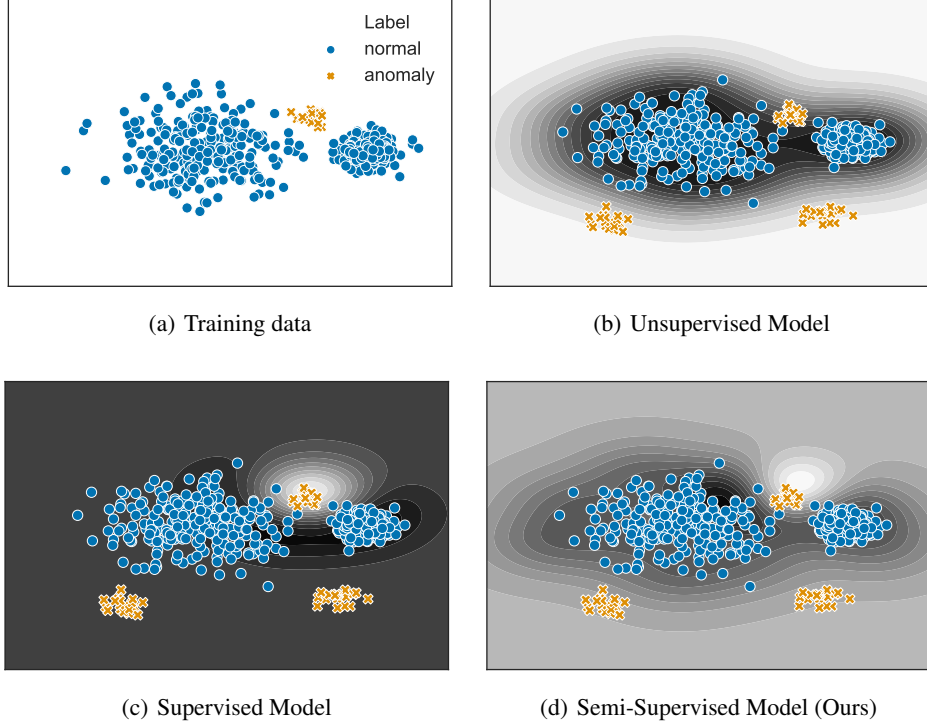 Label
normal
anomaly
(a) Training data
(b) Unsupervised Model
(c) Supervised Model
(d) Semi-Supervised Model (Ours)